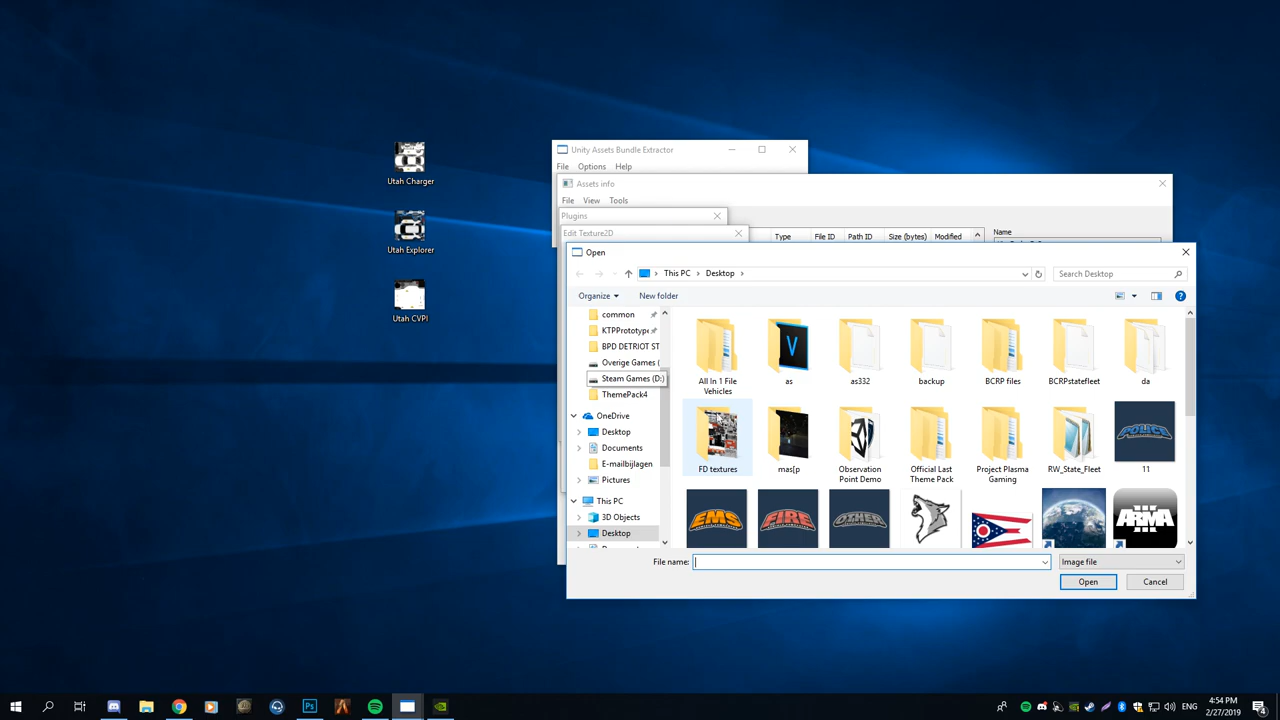 Utah Charger
Utah Explorer
Utah CVPI
Unity Assets Bundle Extractor
File Options Help
Assets info
File View Tools
Plugins
Edit Texture2D
Type File ID Path ID Size (bytes) Modified
Name
Open
This PC Desktop
Search Desktop
Organize New folder
common
KTPPrototype
BPD DETRIOT ST
Overige Games (
Steam Games (D:)
ThemePack4
OneDrive
Desktop
Documents
E-mailbijlagen
Pictures
This PC
3D Objects
Desktop
All In 1 File Vehicles
as
as332
backup
BCRP files
BCRPstatefleet
da
FD textures
mas[p
Observation Point Demo
Official Last Theme Pack
Project Plasma Gaming
RW_State_Fleet
POLICE
11
EMS
FIRE
OTHER
ARMA III
File name:
Image file
Open Cancel
Ps
ENG
4:54 PM
2/27/2019
4